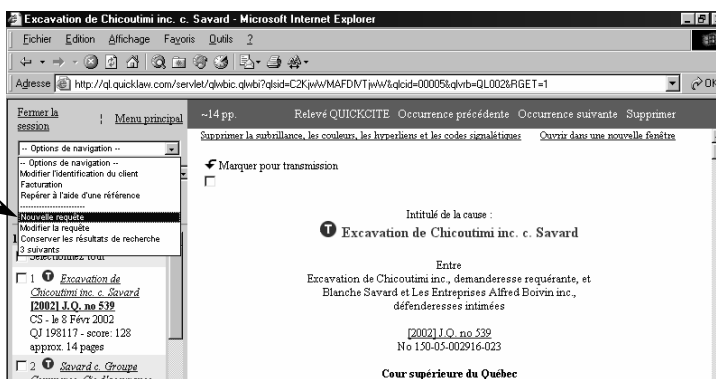 Excavation de Chicoutimi inc. c. Savard - Microsoft Internet Explorer
Fichier Edition Affichage Favoris Outils ?
Adresse http://ql.quicklaw.com/servlet/qlwbic.qlwbi?qlsid=C2KjwWMAFDMTjwW&qlcid=00005&qlvrb=QL002&RGET=1 OK
Fermer la session ¦ Menu principal
-- Options de navigation --
-- Options de navigation --
Modifier l'identification du client
Facturation
Repérer à l'aide d'une référence
-----------------------
Nouvelle requête
Modifier la requête
Conserver les résultats de recherche
3 suivants
Sélectionnez tout
1 T Excavation de
Chicoutimi inc. c. Savard
[2002] J.Q. no 539
CS - le 8 Févr 2002
QJ 198117 - score: 128
approx. 14 pages
2 T Savard c. Groupe
~14 pp. Relevé QUICKCITE Occurrence précédente Occurrence suivante Supprimer
Supprimer la subrillance, les couleurs, les hyperliens et les codes signalétiques Ouvrir dans une nouvelle fenêtre
Marquer pour transmission
Intitulé de la cause :
T Excavation de Chicoutimi inc. c. Savard
Entre
Excavation de Chicoutimi inc., demanderesse requérante, et
Blanche Savard et Les Entreprises Alfred Boivin inc.,
défenderesses intimées
[2002] J.Q. no 539
No 150-05-002916-023
Cour supérieure du Québec